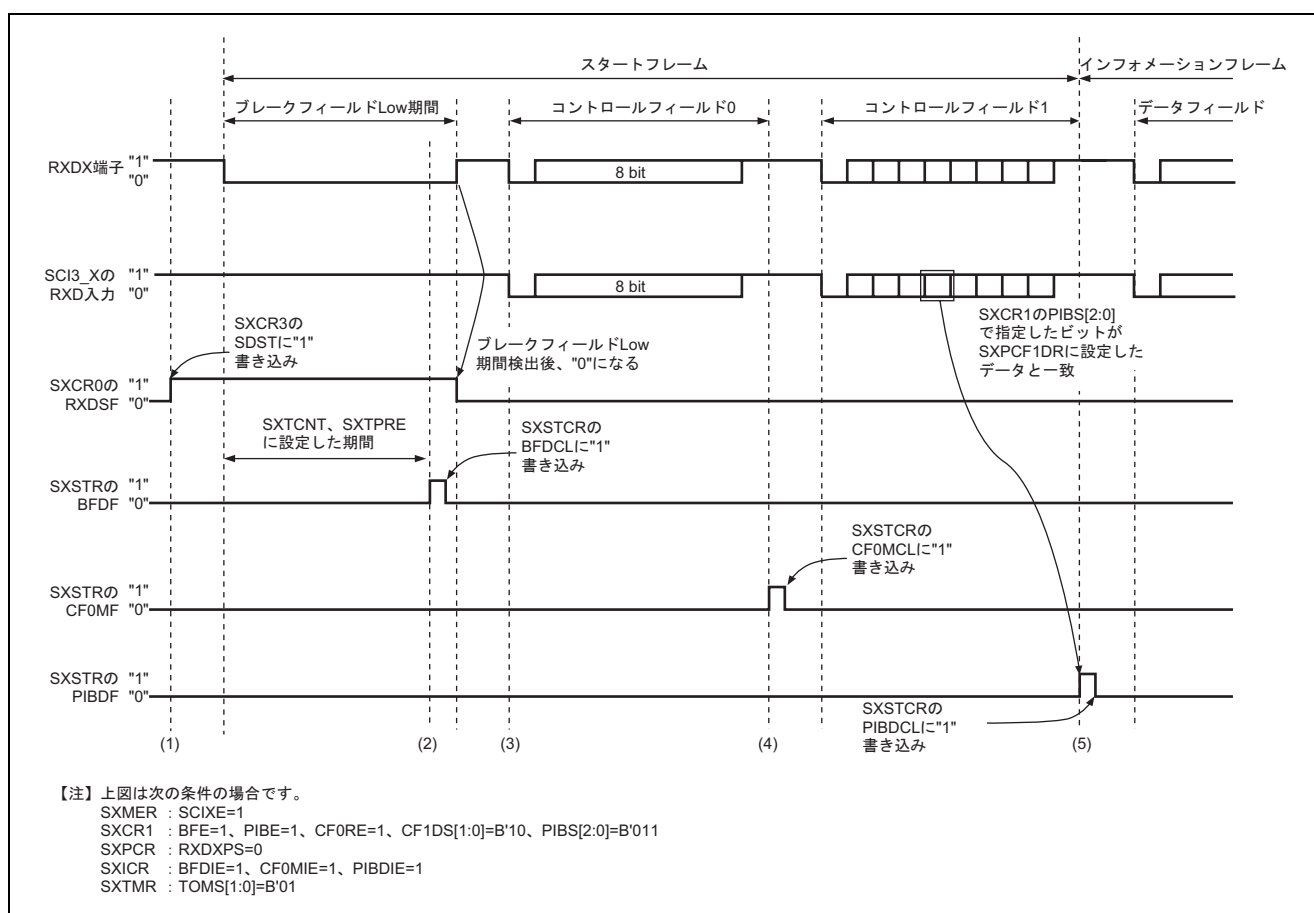 スタートフレーム
インフォメーションフレーム
ブレークフィールドLow期間
コントロールフィールド0
コントロールフィールド1
データフィールド
RXDX端子 "1"
"0"
8 bit
SCI3_Xの "1"
RXD入力 "0"
8 bit
SXCR3の
SDSTに"1"
書き込み
ブレークフィールドLow
期間検出後、"0"になる
SXCR1のPIBS[2:0]
で指定したビットが
SXPCF1DRに設定した
データと一致
SXCR0の "1"
RXDSF "0"
SXTCNT、SXTPRE
に設定した期間
SXSTCRの
BFDCLに"1"
書き込み
SXSTRの "1"
BFDF "0"
SXSTCRの
CF0MCLに"1"
書き込み
SXSTRの "1"
CF0MF "0"
SXSTRの "1"
PIBDF "0"
SXSTCRの
PIBDCLに"1"
書き込み
(1) (2) (3) (4) (5)
【注】上図は次の条件の場合です。
SXMER : SCIXE=1
SXCR1 : BFE=1、PIBE=1、CF0RE=1、CF1DS[1:0]=B'10、PIBS[2:0]=B'011
SXPCR : RXDXPS=0
SXICR : BFDIE=1、CF0MIE=1、PIBDIE=1
SXTMR : TOMS[1:0]=B'01